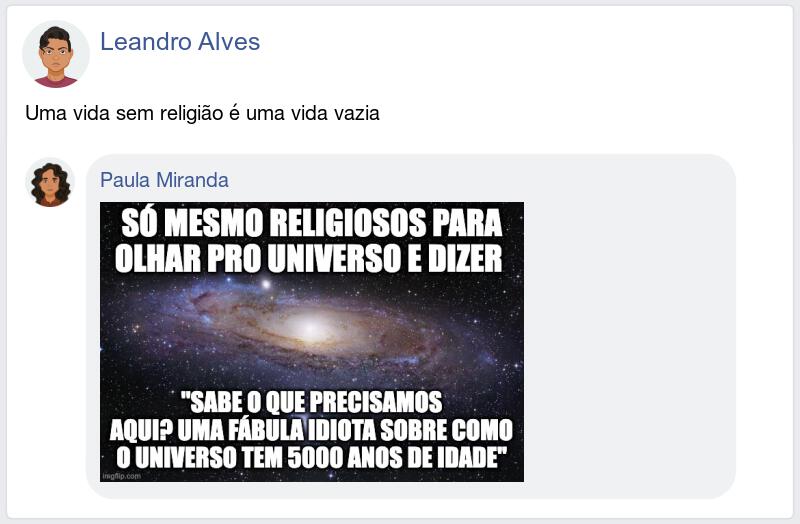 Leandro Alves
Uma vida sem religião é uma vida vazia
Paula Miranda
SÓ MESMO RELIGIOSOS PARA
OLHAR PRO UNIVERSO E DIZER
"SABE O QUE PRECISAMOS
AQUI? UMA FÁBULA IDIOTA SOBRE COMO
O UNIVERSO TEM 5000 ANOS DE IDADE"
imgflip.com